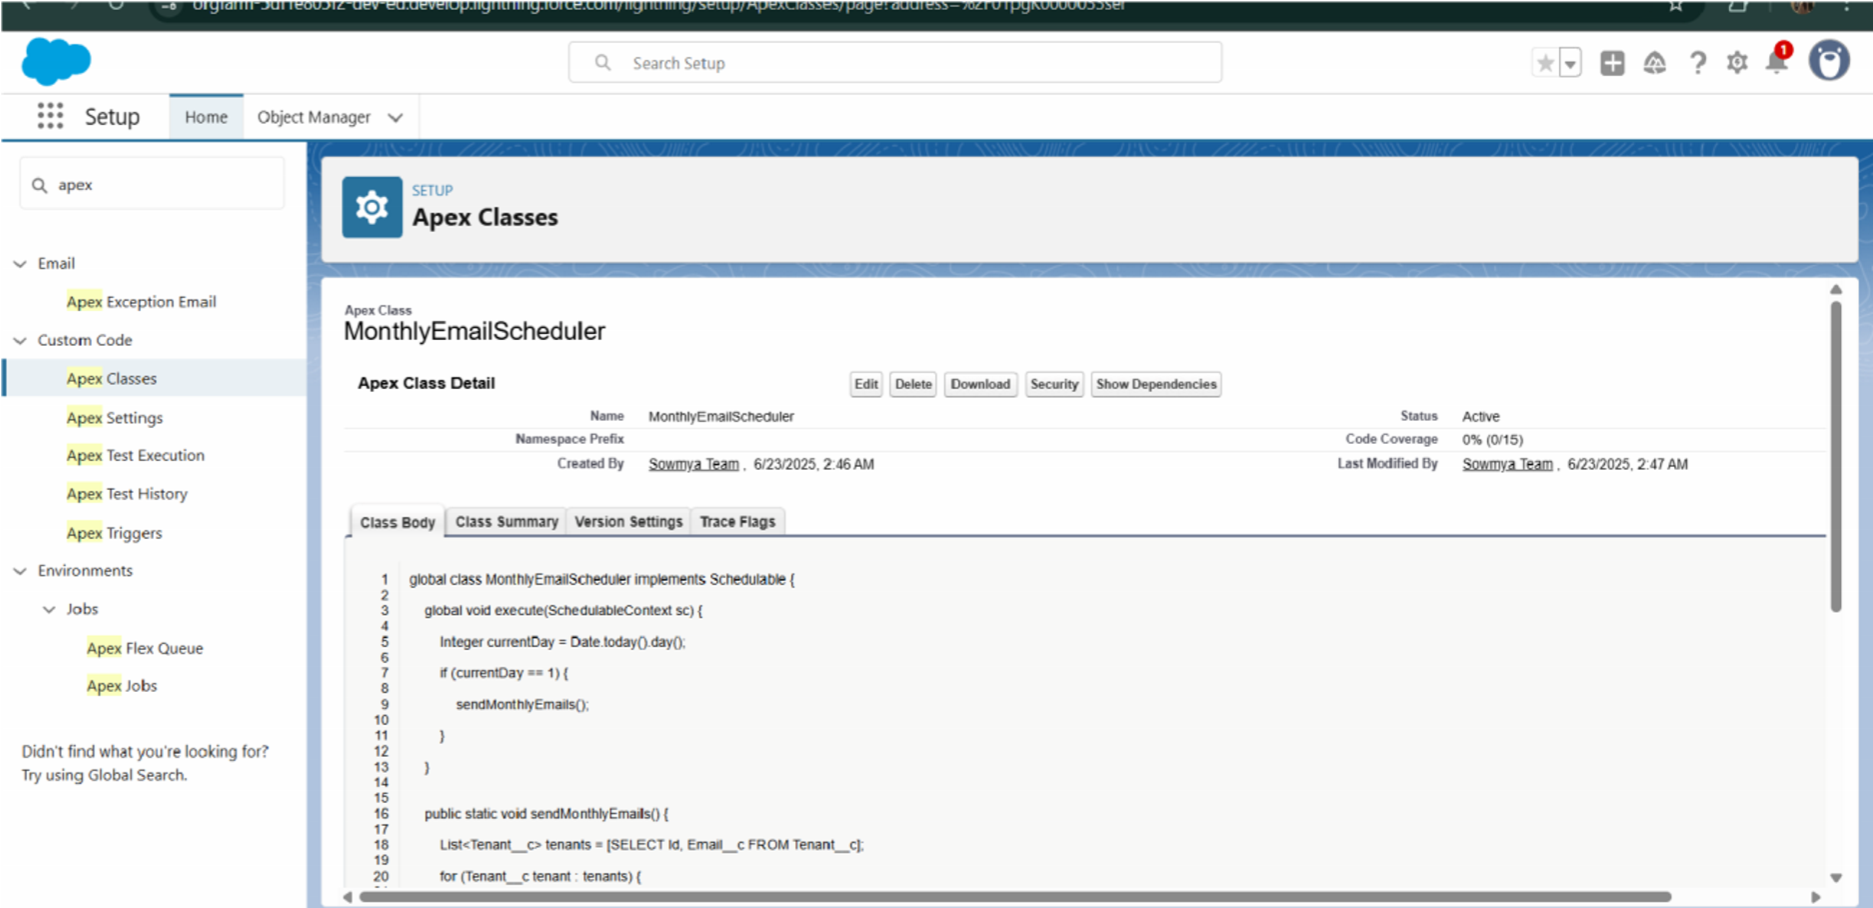 Search Setup
1
Setup
Home
Object Manager
apex
Email
Apex Exception Email
Custom Code
Apex Classes
Apex Settings
Apex Test Execution
Apex Test History
Apex Triggers
Environments
Jobs
Apex Flex Queue
Apex Jobs
Didn't find what you're looking for?
Try using Global Search.
SETUP
Apex Classes
Apex Class
MonthlyEmailScheduler
Apex Class Detail
Edit Delete Download Security Show Dependencies
Name MonthlyEmailScheduler Status Active
Namespace Prefix Code Coverage 0% (0/15)
Created By Sowmya Team , 6/23/2025, 2:46 AM Last Modified By Sowmya Team , 6/23/2025, 2:47 AM
Class Body Class Summary Version Settings Trace Flags
1 global class MonthlyEmailScheduler implements Schedulable {
2
3 global void execute(SchedulableContext sc) {
4
5 Integer currentDay = Date.today().day();
6
7 if (currentDay == 1) {
8
9 sendMonthlyEmails();
10
11 }
12
13 }
14
15
16 public static void sendMonthlyEmails() {
17
18 List<Tenant__c> tenants = [SELECT Id, Email__c FROM Tenant__c];
19
20 for (Tenant__c tenant : tenants) {